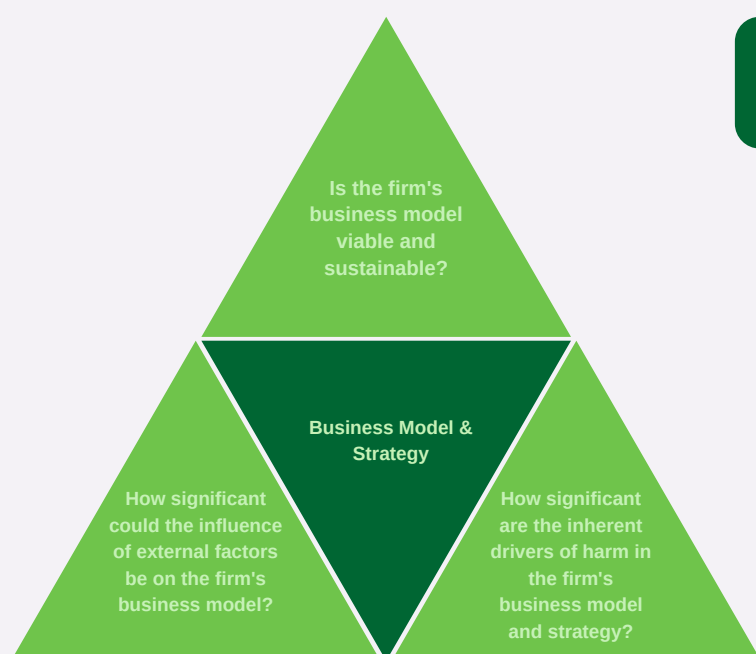 Is the firm's
business model
viable and
sustainable?
Business Model &
Strategy
How significant
could the influence
of external factors
be on the firm's
business model?
How significant
are the inherent
drivers of harm in
the firm's
business model
and strategy?